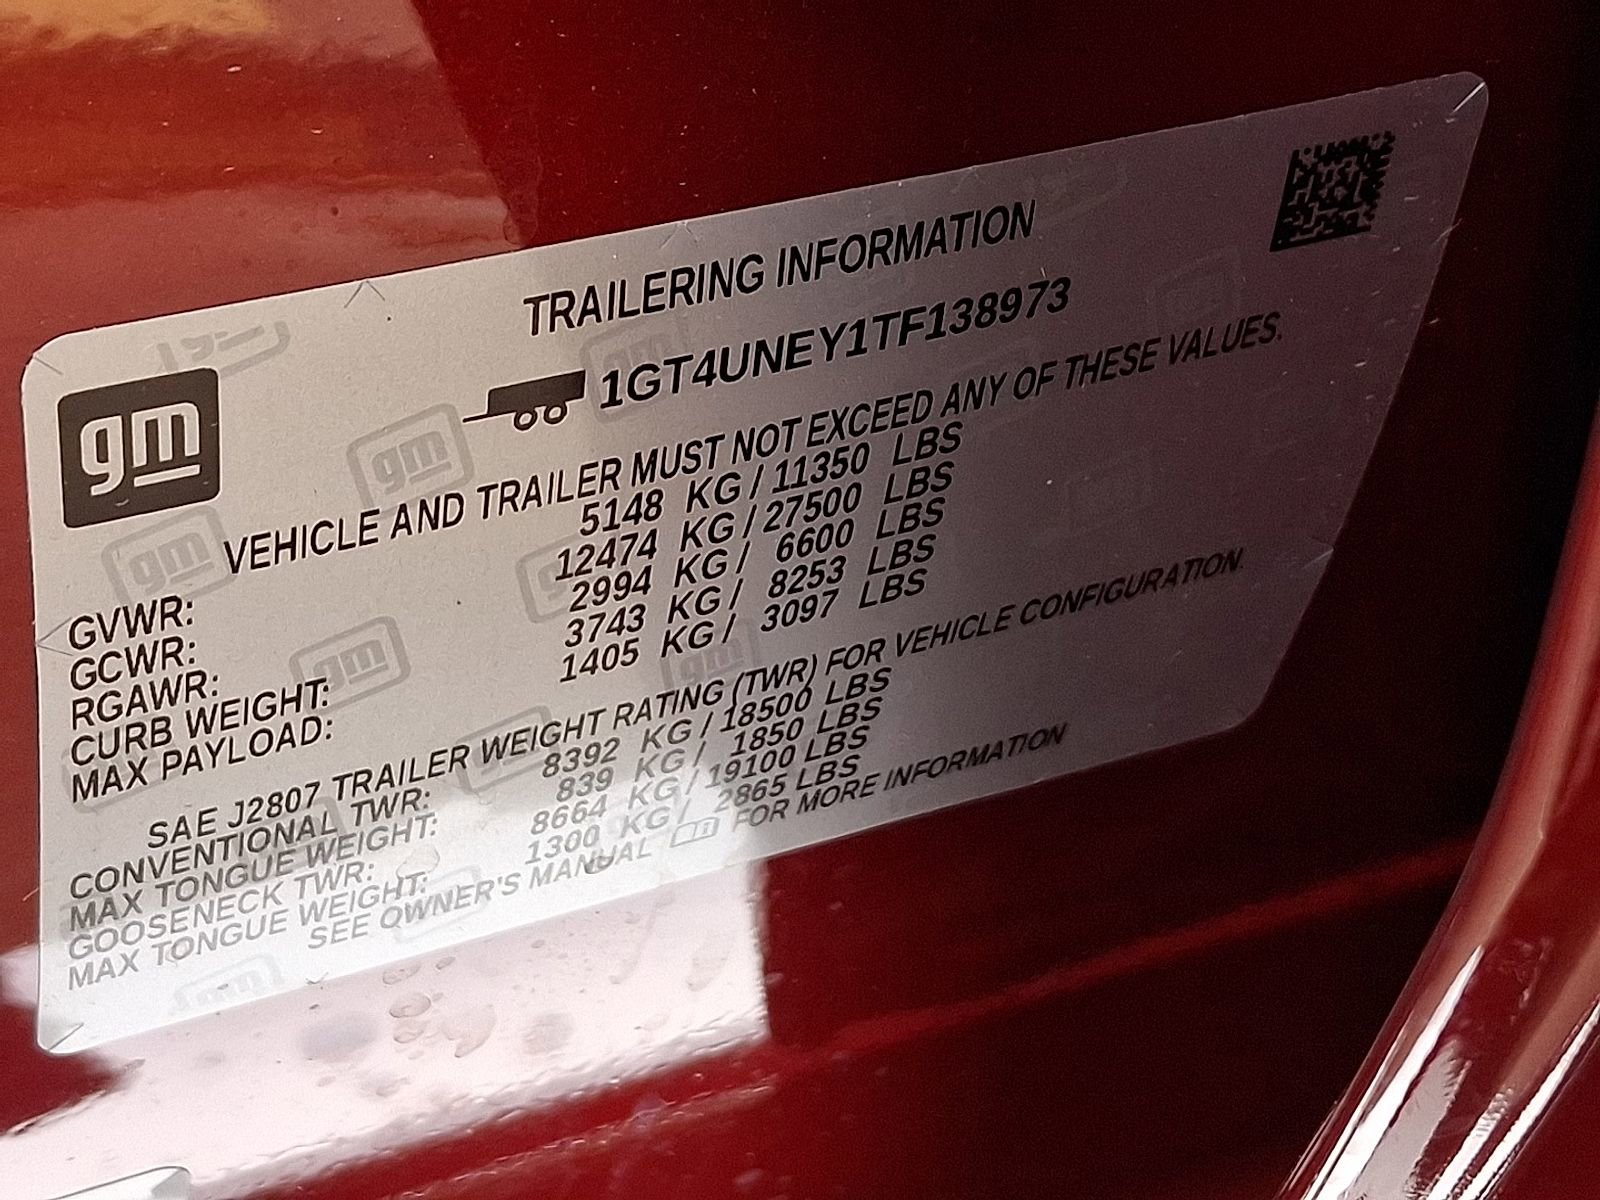 TRAILERING INFORMATION
1GT4UNEY1TF138973
gm
VEHICLE AND TRAILER MUST NOT EXCEED ANY OF THESE VALUES.
GVWR: 5148 KG / 11350 LBS
GCWR: 12474 KG / 27500 LBS
RGAWR: 2994 KG / 6600 LBS
CURB WEIGHT: 3743 KG / 8253 LBS
MAX PAYLOAD: 1405 KG / 3097 LBS
SAE J2807 TRAILER WEIGHT RATING (TWR) FOR VEHICLE CONFIGURATION.
CONVENTIONAL TWR: 8392 KG / 18500 LBS
MAX TONGUE WEIGHT: 839 KG / 1850 LBS
GOOSENECK TWR: 8664 KG / 19100 LBS
MAX TONGUE WEIGHT: 1300 KG / 2865 LBS
SEE OWNER'S MANUAL FOR MORE INFORMATION